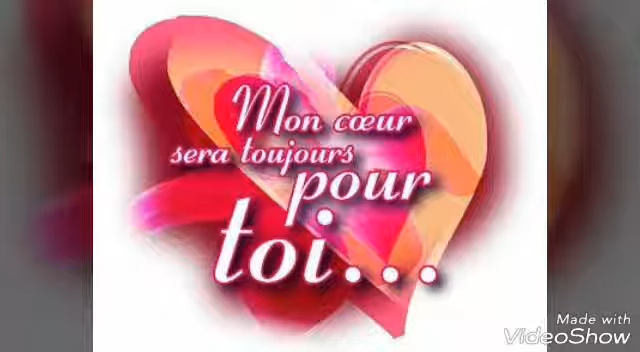 Mon cœur
sera toujours
pour
toi...
Made with
VideoShow